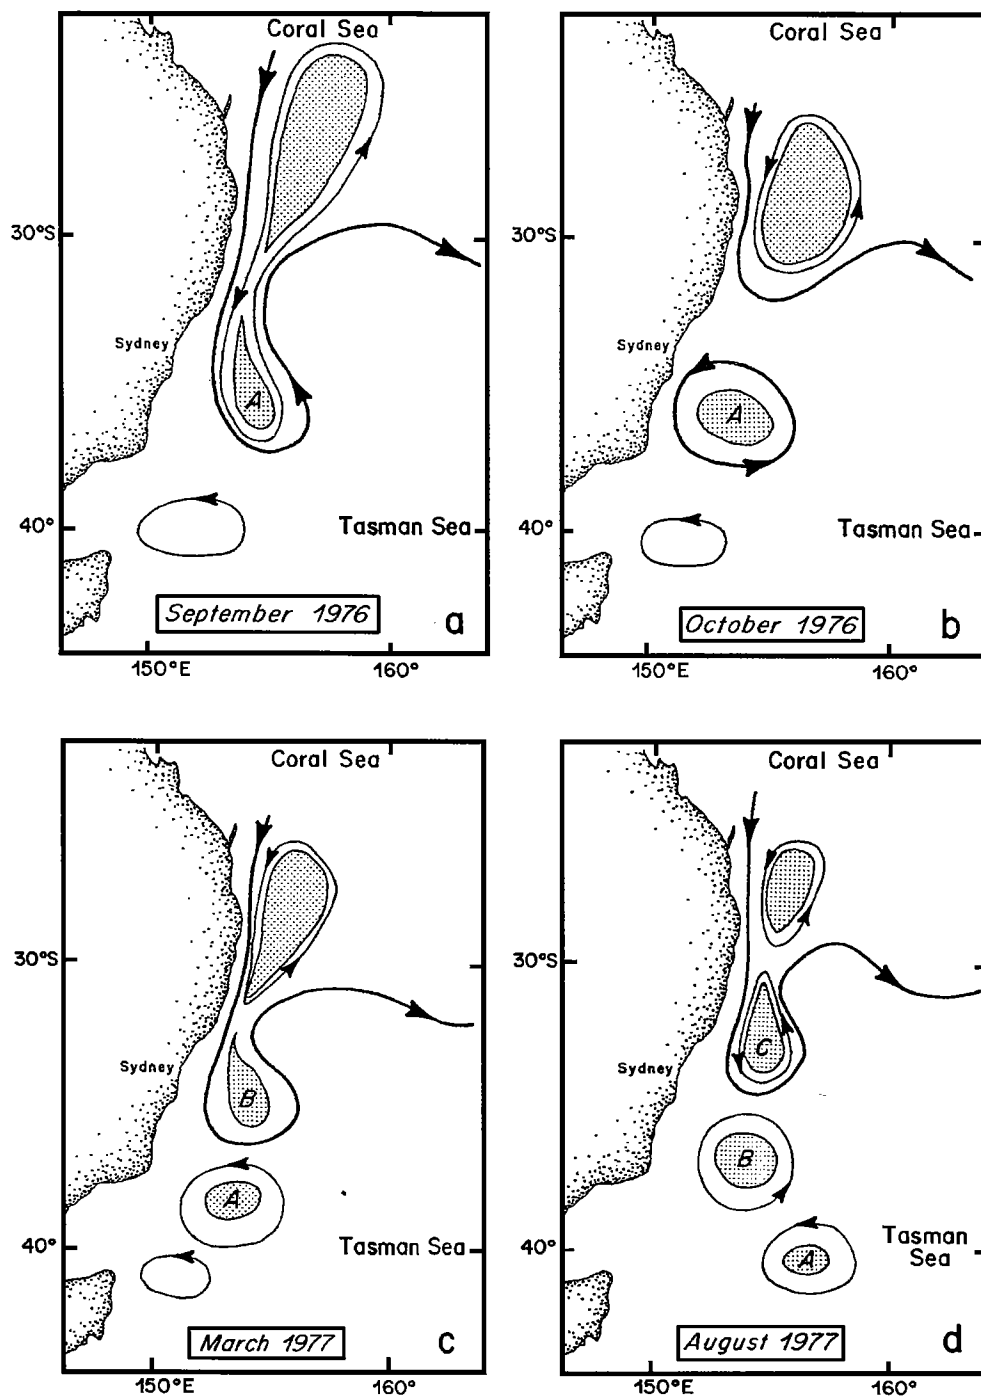 Coral Sea
30°S
Sydney
A
40°
Tasman Sea
September 1976
a
150°E
160°
Coral Sea
30°S
Sydney
A
40°
Tasman Sea
October 1976
b
150°E
160°
Coral Sea
30°S
Sydney
B
A
40°
Tasman Sea
March 1977
c
150°E
160°
Coral Sea
30°S
Sydney
C
B
A
40°
Tasman
Sea
August 1977
d
150°E
160°